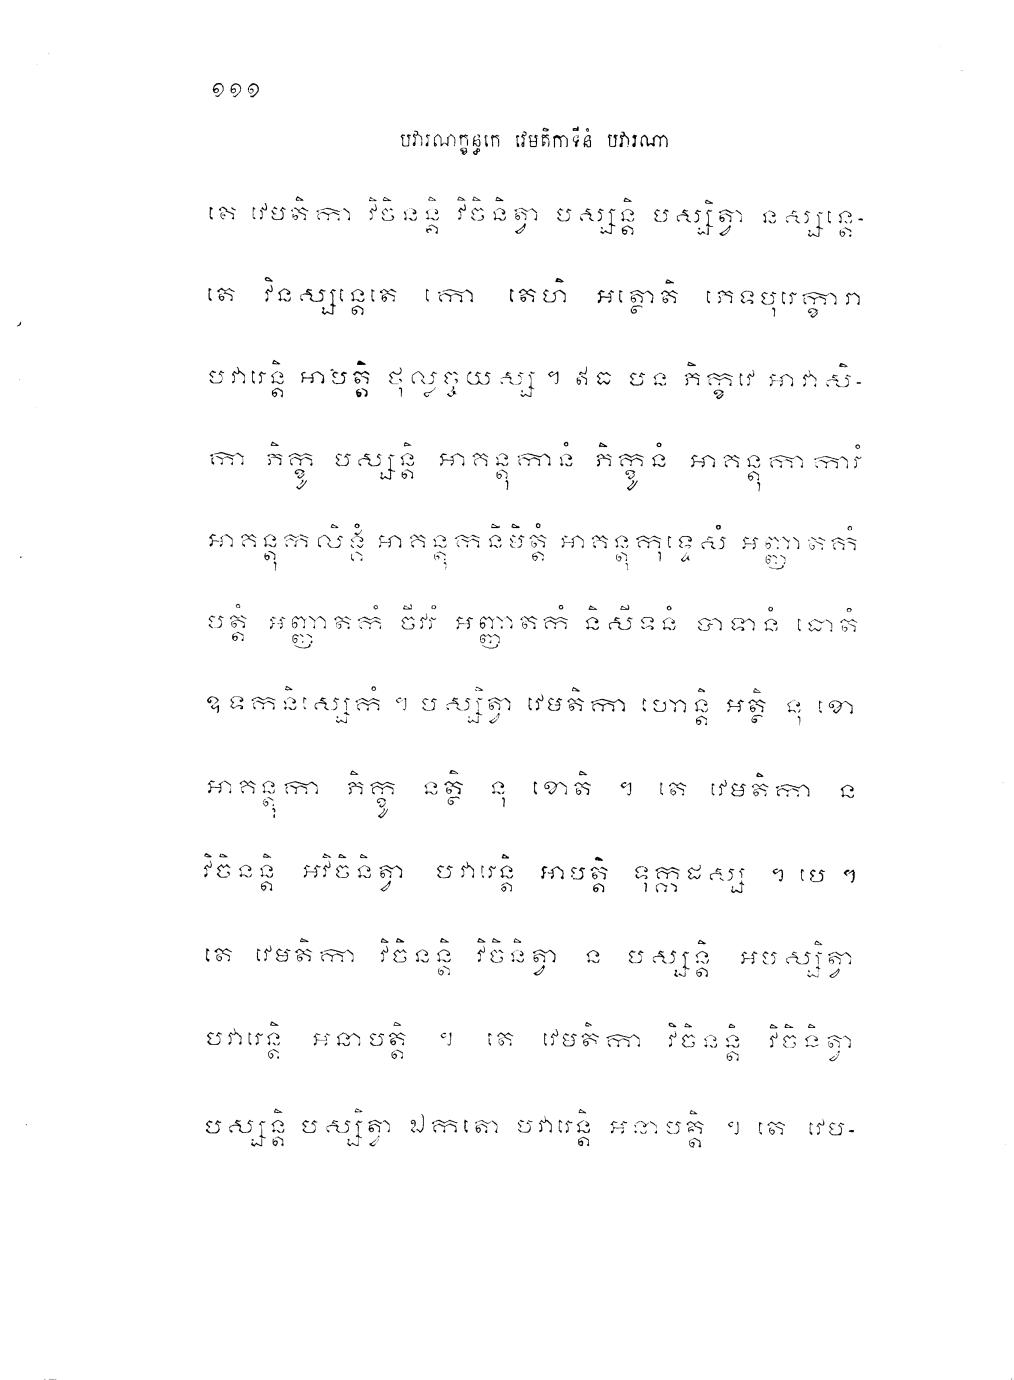 ១១១
បវារណក្ខន្ធកេ វេមតិកាទីនំ បវារណា
តេ វេមតិកា វិចិនន្តិ វិចិនិត្វា បស្សន្តិ បស្សិត្វា នស្សន្តេ-
តេ វិនស្សន្តេតេ កោ តេហិ អត្ថោតិ ភេទបុរេក្ខារា
បវារេន្តិ អាបត្តិ ថុល្លច្ចយស្ស ។ ឥធ បន ភិក្ខវេ អាវាសិ-
កា ភិក្ខូ បស្សន្តិ អាគន្តុកានំ ភិក្ខូនំ អាគន្តុកាការំ
អាគន្តុកលិង្គំ អាគន្តុកនិមិត្តំ អាគន្តុកុទ្ទេសំ អញ្ញាតកំ
បត្តំ អញ្ញាតកំ ចីវរំ អញ្ញាតកំ និសីទនំ បាទានំ ធោតំ
ឧទកនិស្សេកំ ។ បស្សិត្វា វេមតិកា ហោន្តិ អត្ថិ នុ ខោ
អាគន្តុកា ភិក្ខូ នត្ថិ នុ ខោតិ ។ តេ វេមតិកា ន
វិចិនន្តិ អវិចិនិត្វា បវារេន្តិ អាបត្តិ ទុក្កដស្ស ។ បេ ។
តេ វេមតិកា វិចិនន្តិ វិចិនិត្វា ន បស្សន្តិ អបស្សិត្វា
បវារេន្តិ អនាបត្តិ ។ តេ វេមតិកា វិចិនន្តិ វិចិនិត្វា
បស្សន្តិ បស្សិត្វា ឯកតោ បវារេន្តិ អនាបត្តិ ។ តេ វេម-